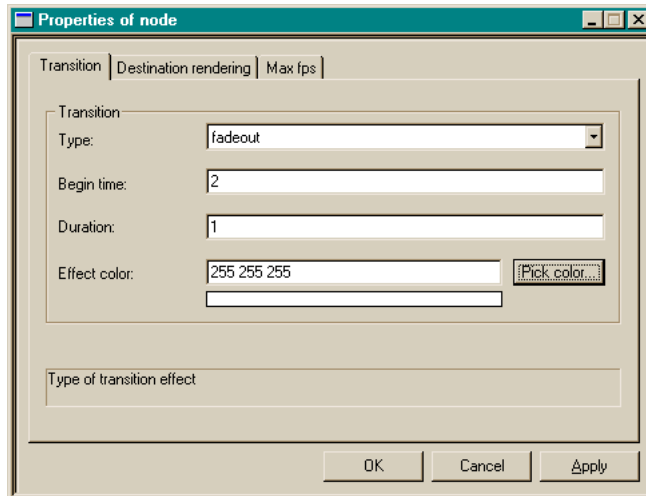 Properties of node
Transition Destination rendering Max fps
Transition
Type: fadeout
Begin time: 2
Duration: 1
Effect color: 255 255 255 Pick color...
Type of transition effect
OK Cancel Apply